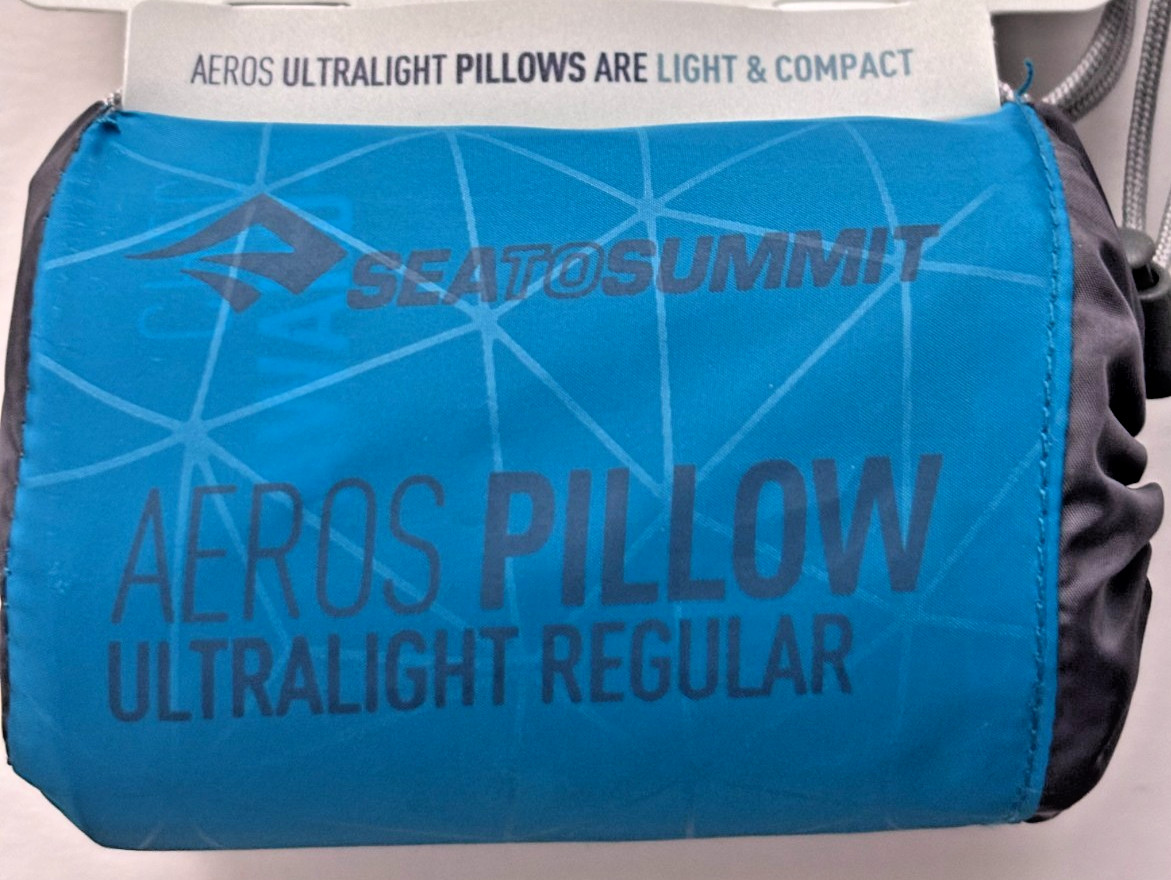 AEROS ULTRALIGHT PILLOWS ARE LIGHT & COMPACT
SEATOSUMMIT
AEROS PILLOW
ULTRALIGHT REGULAR